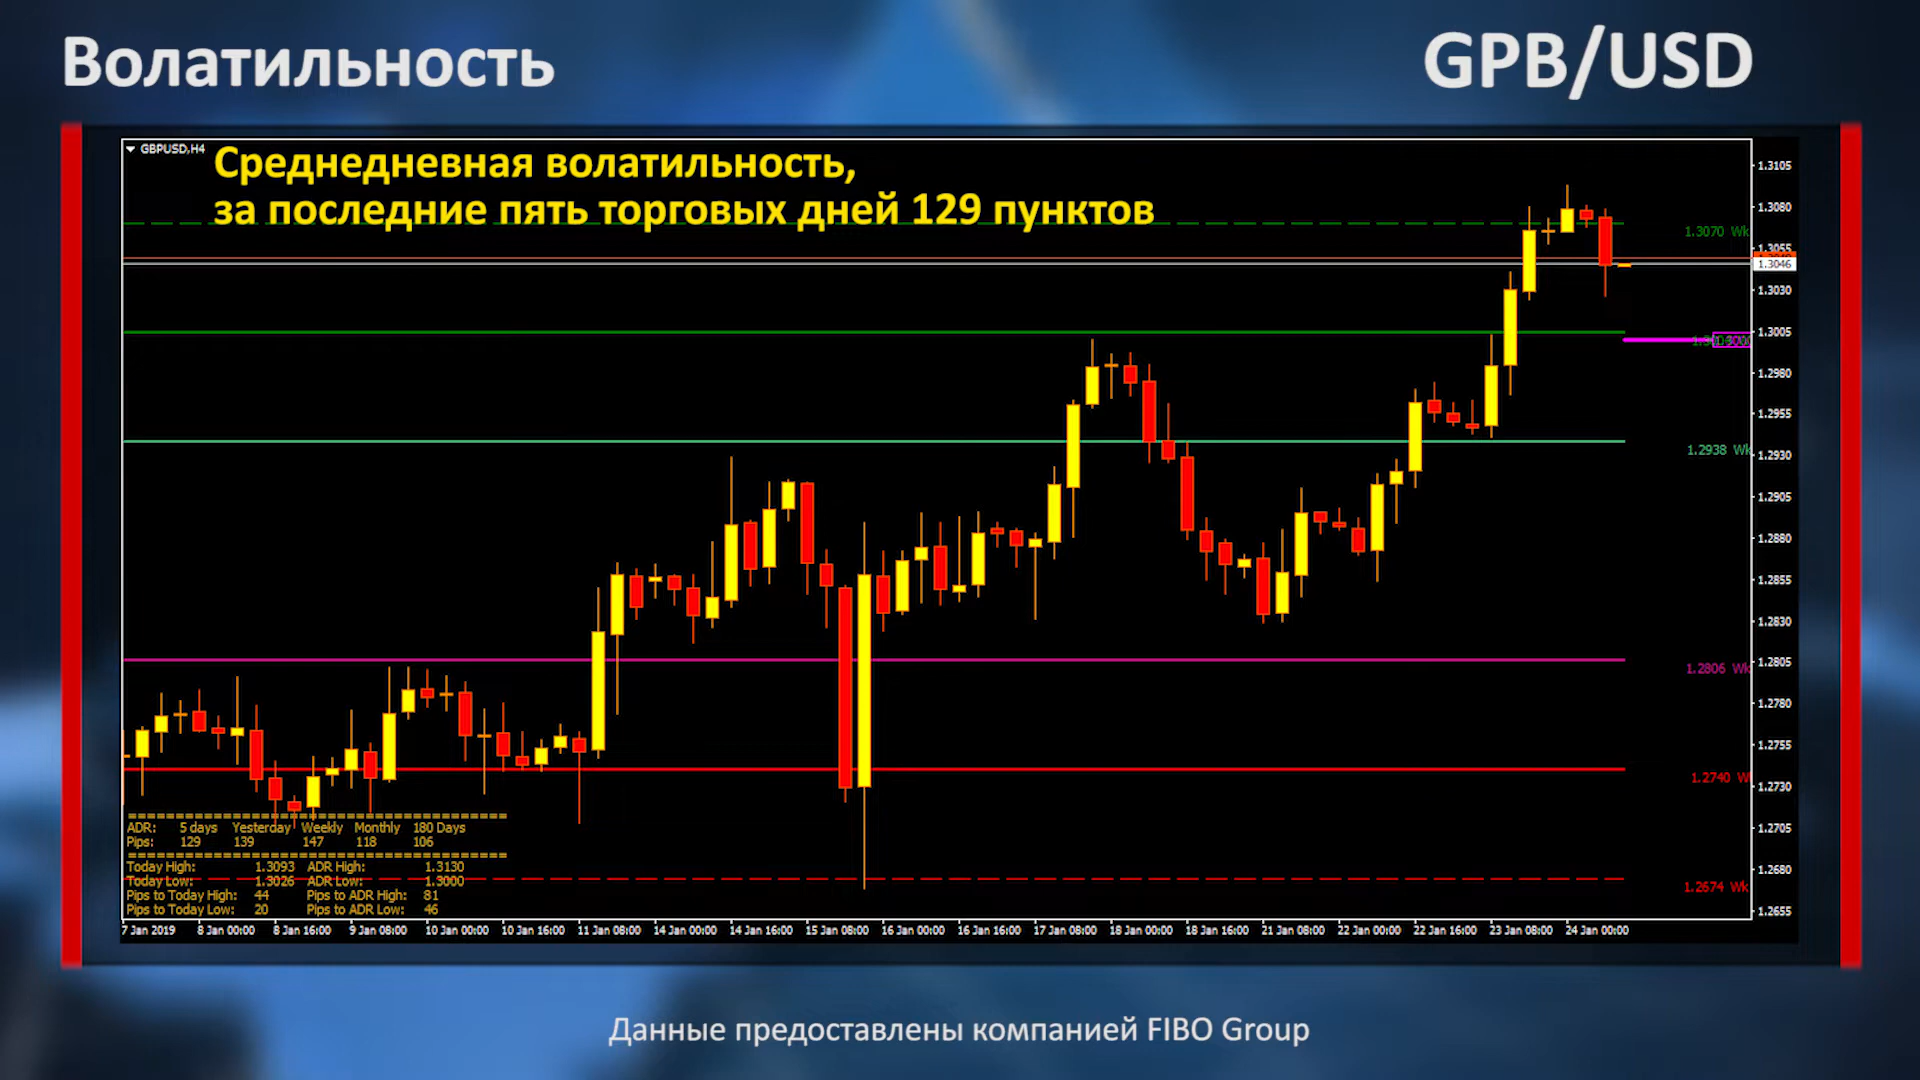 Волатильность
GPB/USD
GBPUSD,H4
Среднедневная волатильность,
за последние пять торговых дней 129 пунктов
1.3105
1.3080
1.3070 Wk
1.3055
1.3046
1.3030
1.3005
1.2980
1.2955
1.2938 Wk
1.2930
1.2905
1.2880
1.2855
1.2830
1.2805
1.2806 Wk
1.2780
1.2755
1.2740 W
1.2730
1.2705
1.2680
1.2674 Wk
1.2655
ADR: 5 days Yesterday Weekly Monthly 180 Days
Pips: 129 139 147 118 106
Today High: 1.3093 ADR High: 1.3130
Today Low: 1.3026 ADR Low: 1.3000
Pips to Today High: 44 Pips to ADR High: 81
Pips to Today Low: 20 Pips to ADR Low: 46
7 Jan 2019 8 Jan 00:00 8 Jan 16:00 9 Jan 08:00 10 Jan 00:00 10 Jan 16:00 11 Jan 08:00 14 Jan 00:00 14 Jan 16:00 15 Jan 08:00 16 Jan 00:00 16 Jan 16:00 17 Jan 08:00 18 Jan 00:00 18 Jan 16:00 21 Jan 08:00 22 Jan 00:00 22 Jan 16:00 23 Jan 08:00 24 Jan 00:00
Данные предоставлены компанией FIBO Group